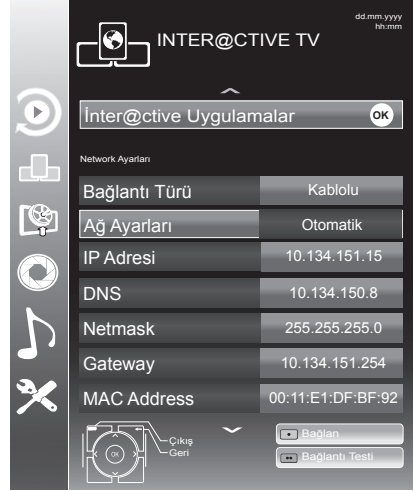 dd.mm.yyyy
hh:mm
INTER@CTIVE TV
İnter@ctive Uygulamalar OK
Network Ayarları
Bağlantı Türü Kablolu
Ağ Ayarları Otomatik
IP Adresi 10.134.151.15
DNS 10.134.150.8
Netmask 255.255.255.0
Gateway 10.134.151.254
MAC Address 00:11:E1:DF:BF:92
OK
Çıkış
Geri
Bağlan
Bağlantı Testi